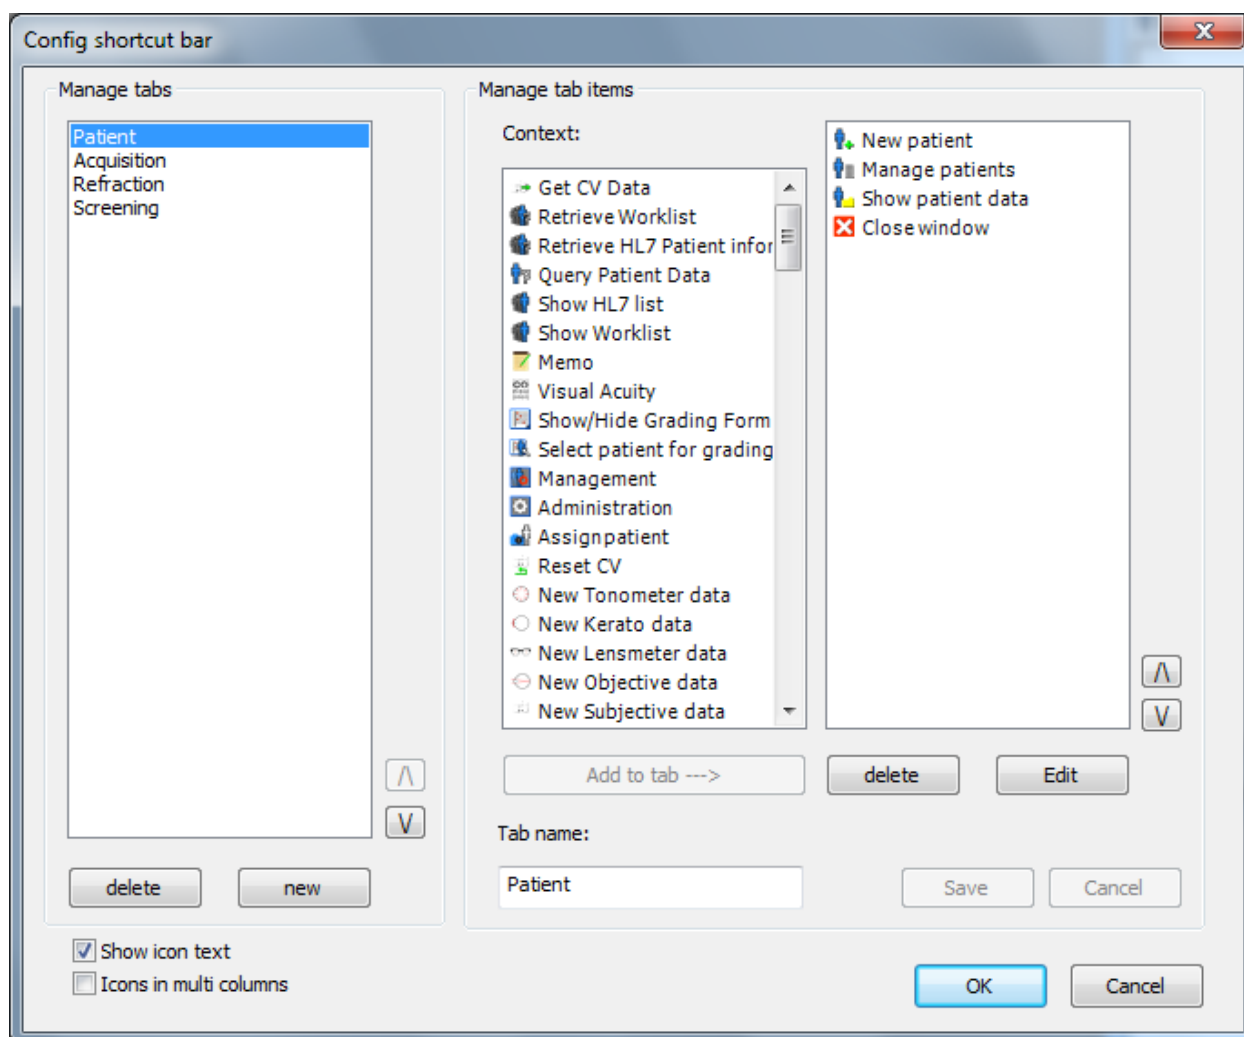 Config shortcut bar
Manage tabs
Patient
Acquisition
Refraction
Screening
/\
V
delete
new
Manage tab items
Context:
Get CV Data
Retrieve Worklist
Retrieve HL7 Patient infor
Query Patient Data
Show HL7 list
Show Worklist
Memo
Visual Acuity
Show/Hide Grading Form
Select patient for grading
Management
Administration
Assign patient
Reset CV
New Tonometer data
New Kerato data
New Lensmeter data
New Objective data
New Subjective data
New patient
Manage patients
Show patient data
Close window
/\
V
Add to tab --->
delete
Edit
Tab name:
Patient
Save
Cancel
Show icon text
Icons in multi columns
OK
Cancel